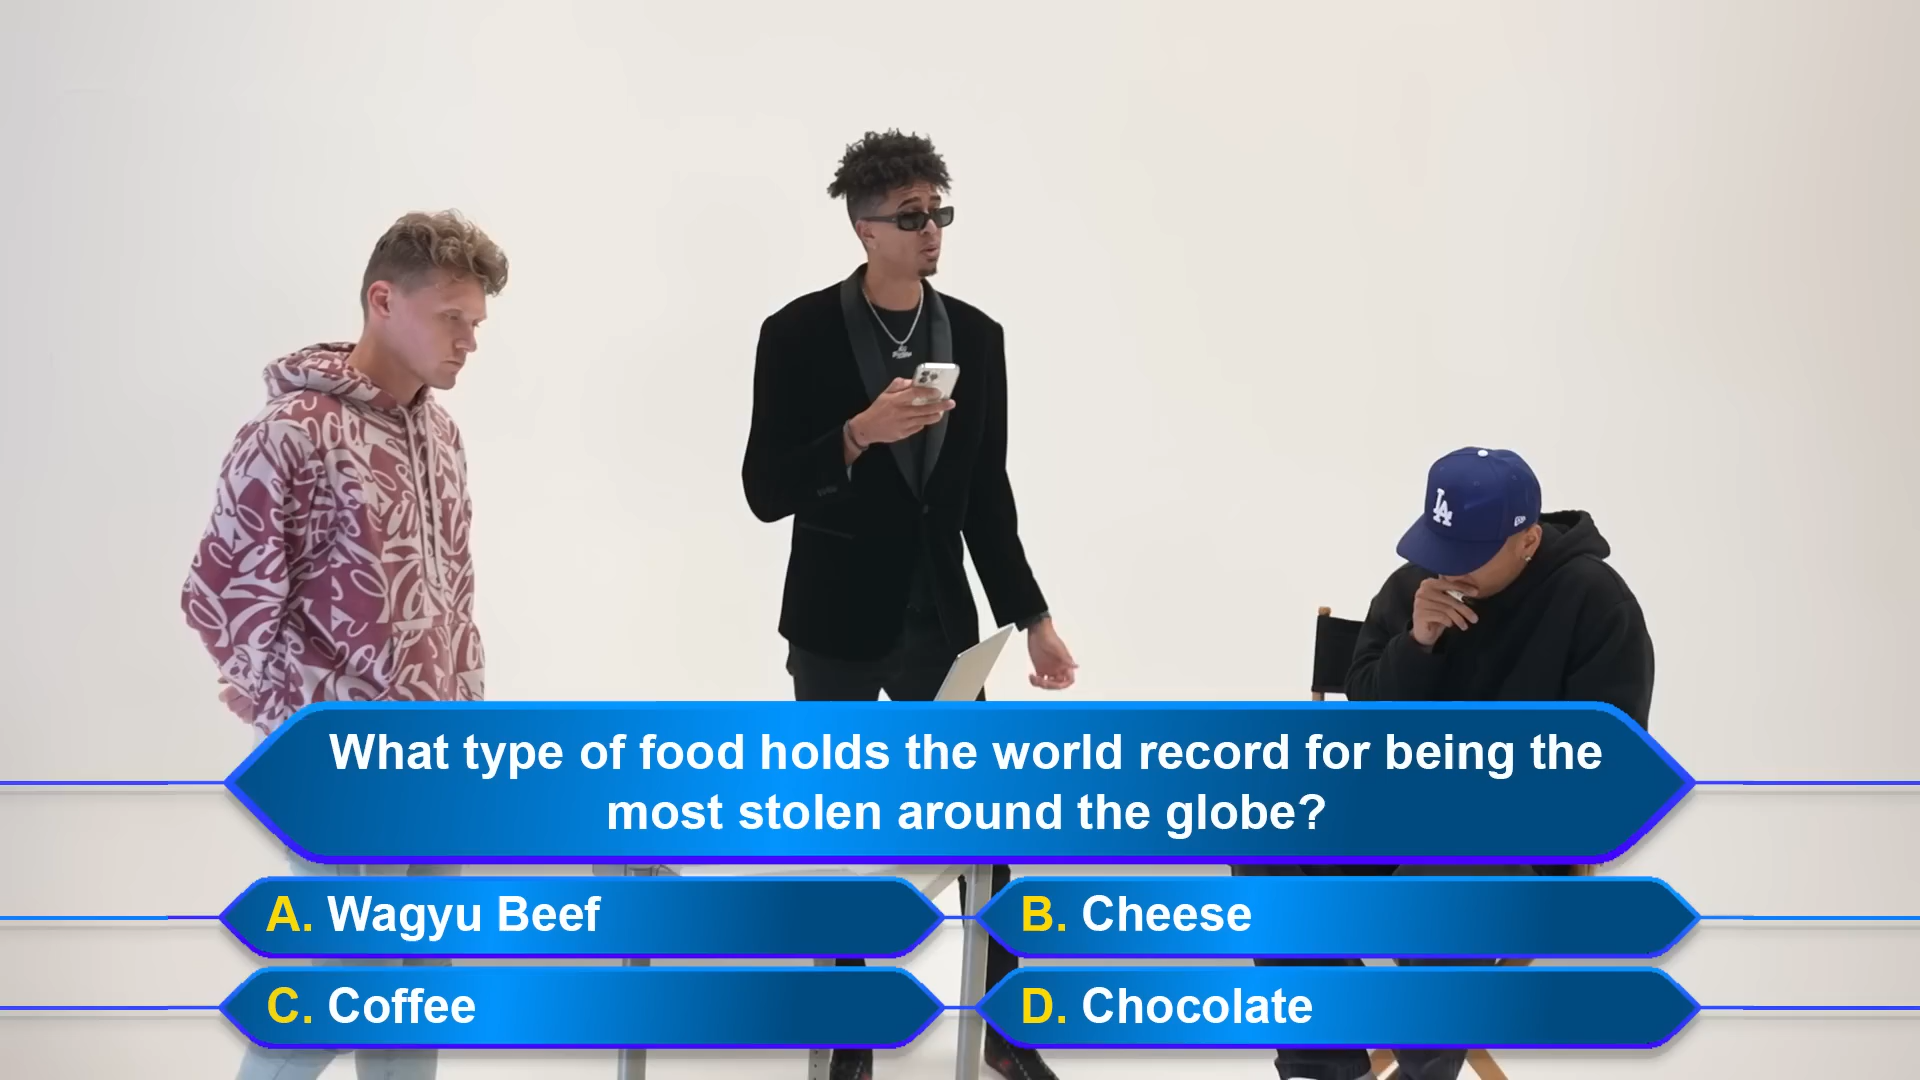 LA
What type of food holds the world record for being the
most stolen around the globe?
A. Wagyu Beef
B. Cheese
C. Coffee
D. Chocolate